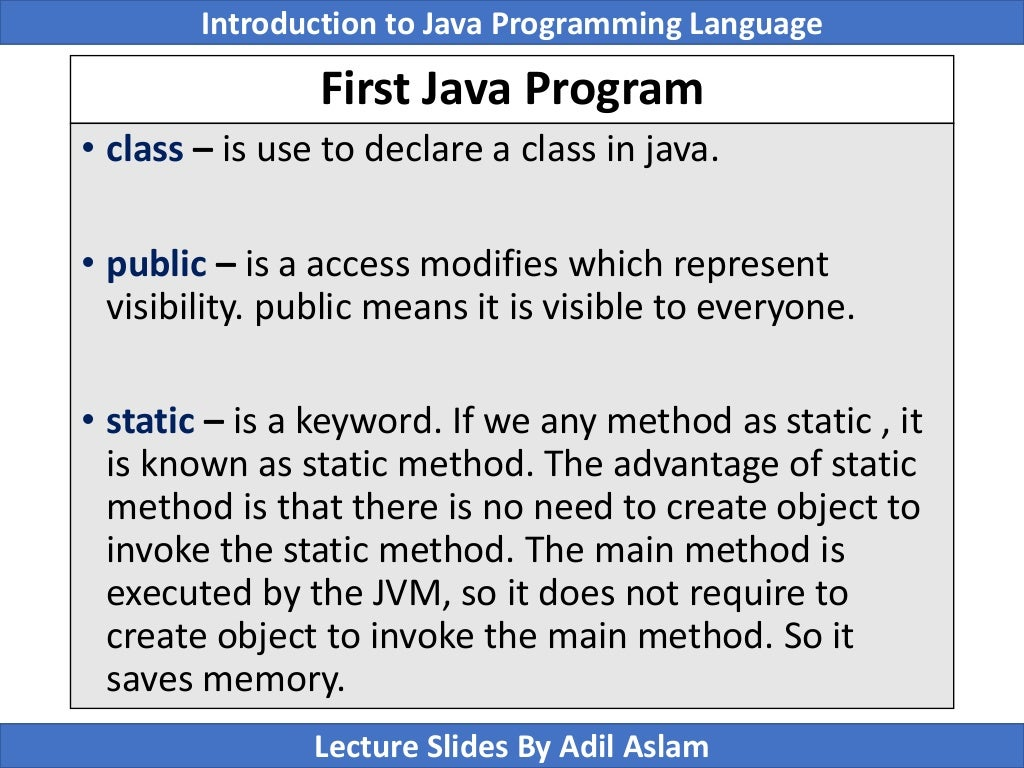 Introduction to Java Programming Language
First Java Program
• class – is use to declare a class in java.
• public – is a access modifies which represent
visibility. public means it is visible to everyone.
• static – is a keyword. If we any method as static , it
is known as static method. The advantage of static
method is that there is no need to create object to
invoke the static method. The main method is
executed by the JVM, so it does not require to
create object to invoke the main method. So it
saves memory.
Lecture Slides By Adil Aslam